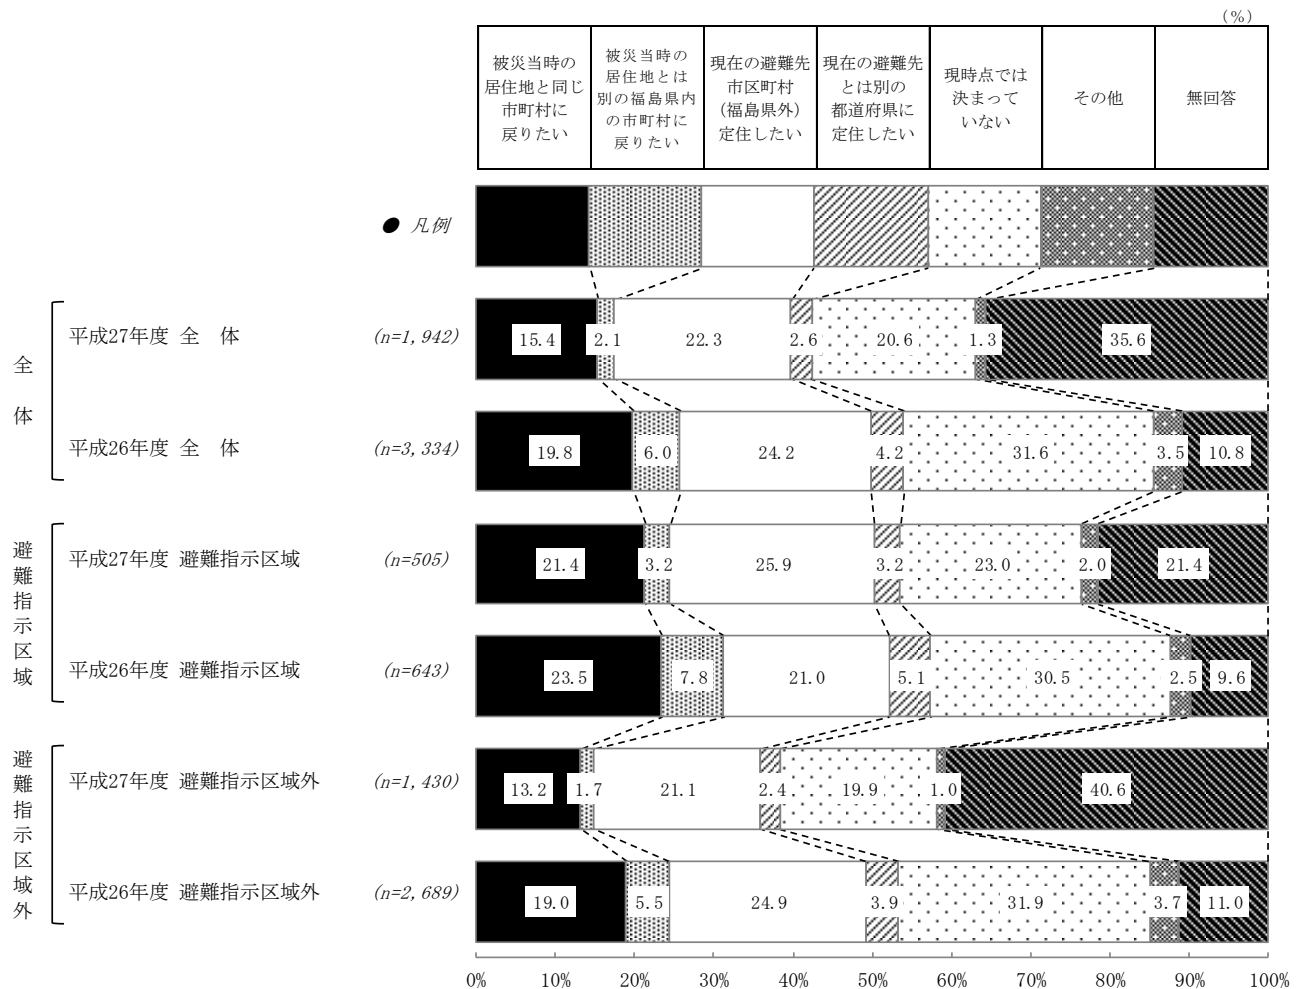 （%）
被災当時の
居住地と同じ
市町村に
戻りたい
被災当時の
居住地とは
別の福島県内
の市町村に
戻りたい
現在の避難先
市区町村
（福島県外）
定住したい
現在の避難先
とは別の
都道府県に
定住したい
現時点では
決まって
いない
その他
無回答
● 凡例
全体
平成27年度 全　体 (n=1,942) 15.4 2.1 22.3 2.6 20.6 1.3 35.6
平成26年度 全　体 (n=3,334) 19.8 6.0 24.2 4.2 31.6 3.5 10.8
避難指示区域
平成27年度 避難指示区域 (n=505) 21.4 3.2 25.9 3.2 23.0 2.0 21.4
平成26年度 避難指示区域 (n=643) 23.5 7.8 21.0 5.1 30.5 2.5 9.6
避難指示区域外
平成27年度 避難指示区域外 (n=1,430) 13.2 1.7 21.1 2.4 19.9 1.0 40.6
平成26年度 避難指示区域外 (n=2,689) 19.0 5.5 24.9 3.9 31.9 3.7 11.0
0% 10% 20% 30% 40% 50% 60% 70% 80% 90% 100%